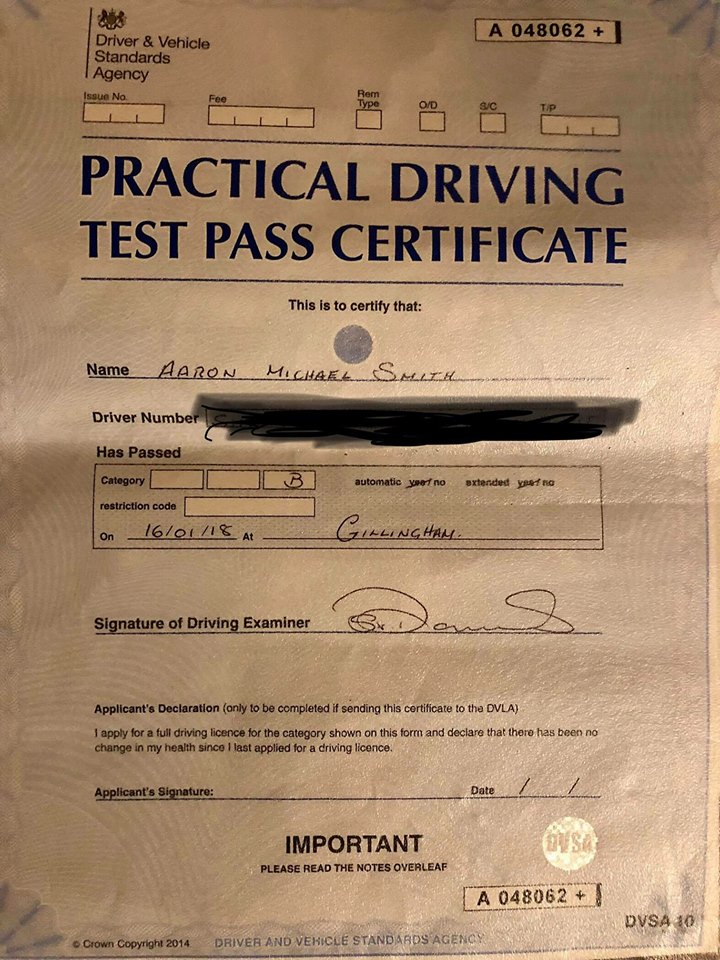 A 048062 +
Driver & Vehicle
Standards
Agency
Issue No.
Fee
Rem
Type
O/D
S/C
T/P
PRACTICAL DRIVING
TEST PASS CERTIFICATE
This is to certify that:
Name AARON MICHAEL SMITH
Driver Number
Has Passed
Category B automatic yes/ no extended yes/ no
restriction code
On 16/01/18 At GILLINGHAM.
Signature of Driving Examiner
Applicant's Declaration (only to be completed if sending this certificate to the DVLA)
I apply for a full driving licence for the category shown on this form and declare that there has been no
change in my health since I last applied for a driving licence.
Applicant's Signature: Date / /
IMPORTANT
PLEASE READ THE NOTES OVERLEAF
DVSA
A 048062 +
DVSA 10
© Crown Copyright 2014 DRIVER AND VEHICLE STANDARDS AGENCY